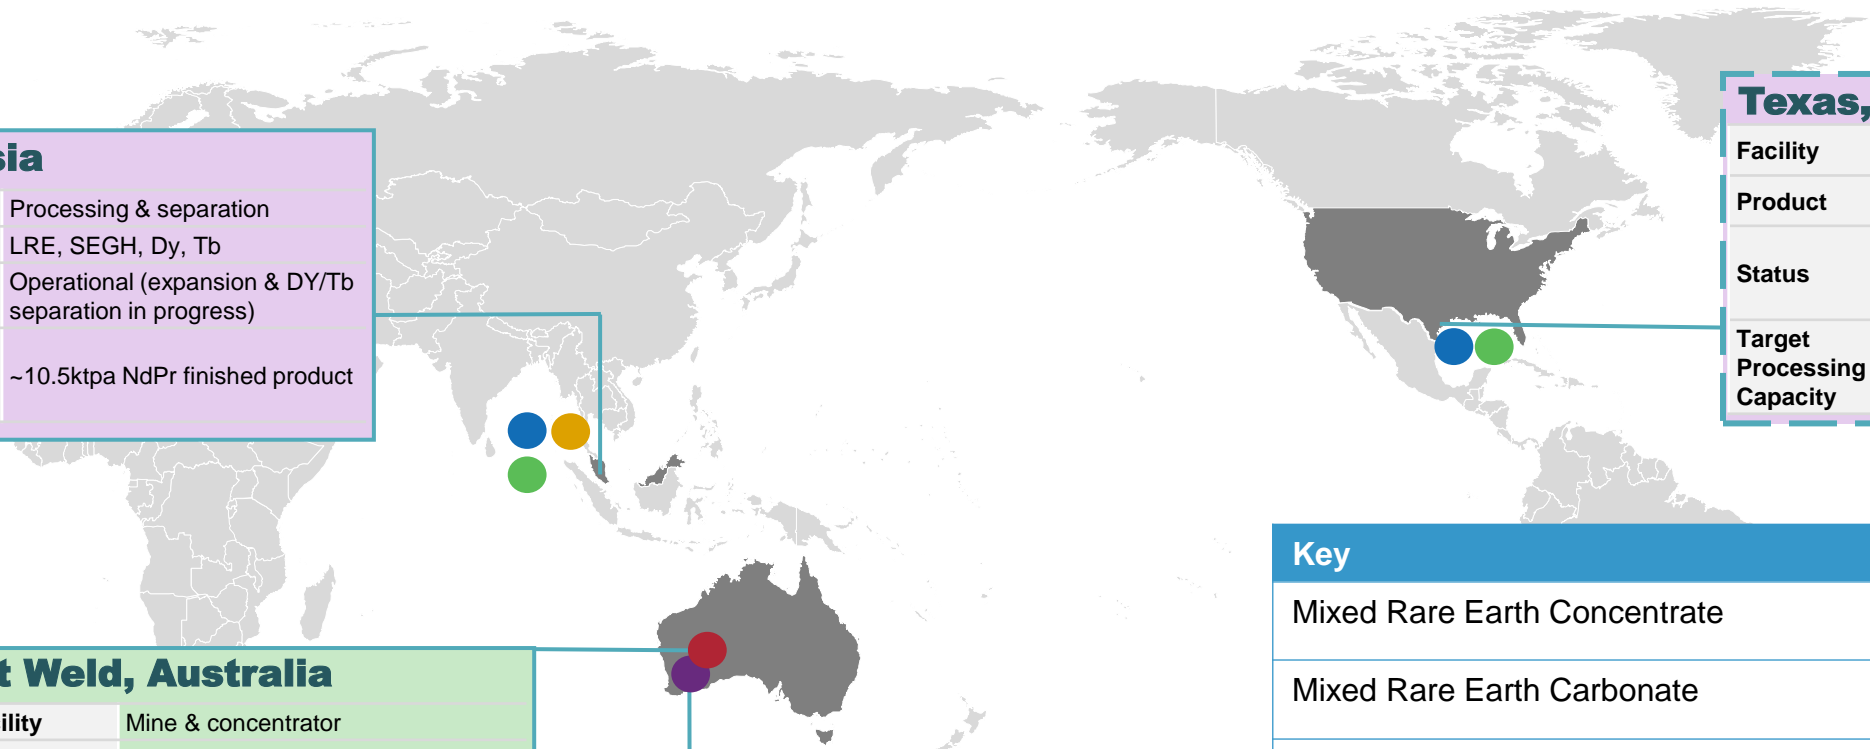 sia
Processing & separation
LRE, SEGH, Dy, Tb
Operational (expansion & DY/Tb
separation in progress)
~10.5ktpa NdPr finished product
Texas,
Facility
Product
Status
Target
Processing
Capacity
Key
Mixed Rare Earth Concentrate
Mixed Rare Earth Carbonate
t Weld, Australia
ility
Mine & concentrator